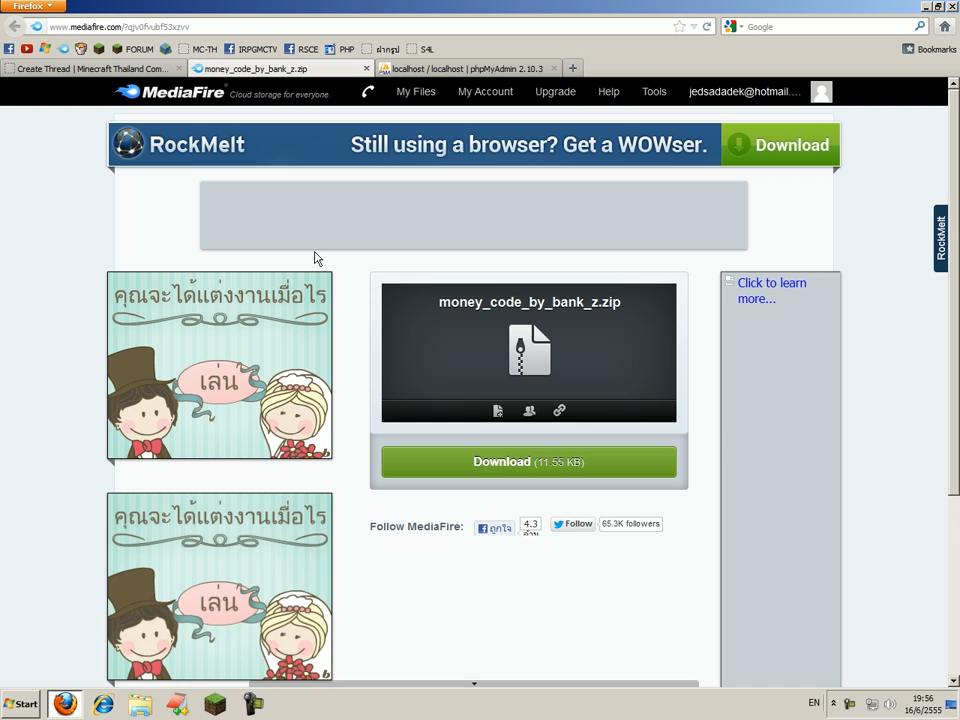 Firefox
www.mediafire.com/?qjv0fvubf53xzvv
Google
FORUM
MC-TH
IRPGMCTV
RSCE
PHP
ฝากรูป
S4L
Bookmarks
Create Thread | Minecraft Thailand Com...
money_code_by_bank_z.zip
localhost / localhost | phpMyAdmin 2.10.3
MediaFire Cloud storage for everyone.
My Files
My Account
Upgrade
Help
Tools
jedsadadek@hotmail....
RockMelt
Still using a browser? Get a WOWser.
Download
RockMelt
คุณจะได้แต่งงานเมื่อไร
เล่น
money_code_by_bank_z.zip
Download (11.55 KB)
Click to learn
more...
คุณจะได้แต่งงานเมื่อไร
เล่น
Follow MediaFire:
ถูกใจ
4.3
ล้าน
Follow
65.3K followers
Start
EN
19:56
16/6/2555